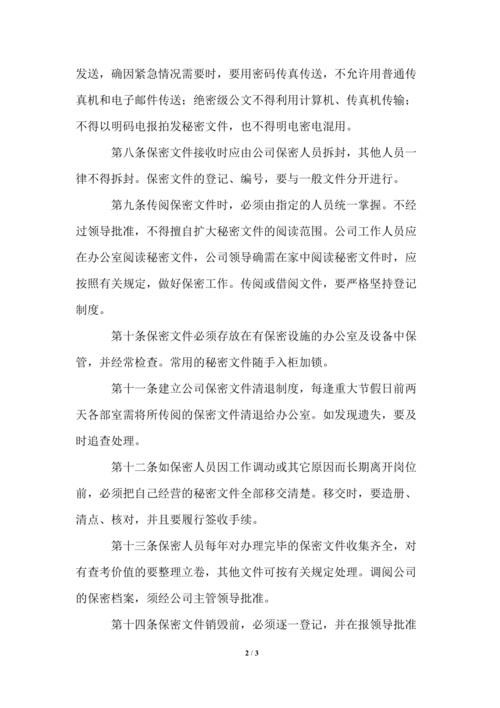 发送，确因紧急情况需要时，要用密码传真传送，不允许用普通传
真机和电子邮件传送；绝密级公文不得利用计算机、传真机传输；
不得以明码电报拍发秘密文件，也不得明电密电混用。
第八条保密文件接收时应由公司保密人员拆封，其他人员一
律不得拆封。保密文件的登记、编号，要与一般文件分开进行。
第九条传阅保密文件时，必须由指定的人员统一掌握。不经
过领导批准，不得擅自扩大秘密文件的阅读范围。公司工作人员应
在办公室阅读秘密文件，公司领导确需在家中阅读秘密文件时，应
按照有关规定，做好保密工作。传阅或借阅文件，要严格坚持登记
制度。
第十条保密文件必须存放在有保密设施的办公室及设备中保
管，并经常检查。常用的秘密文件随手入柜加锁。
第十一条建立公司保密文件清退制度，每逢重大节假日前两
天各部室需将所传阅的保密文件清退给办公室。如发现遗失，要及
时追查处理。
第十二条如保密人员因工作调动或其它原因而长期离开岗位
前，必须把自己经营的秘密文件全部移交清楚。移交时，要造册、
清点、核对，并且要履行签收手续。
第十三条保密人员每年对办理完毕的保密文件收集齐全，对
有查考价值的要整理立卷，其他文件可按有关规定处理。调阅公司
的保密档案，须经公司主管领导批准。
第十四条保密文件销毁前，必须逐一登记，并在报领导批准
2 / 3